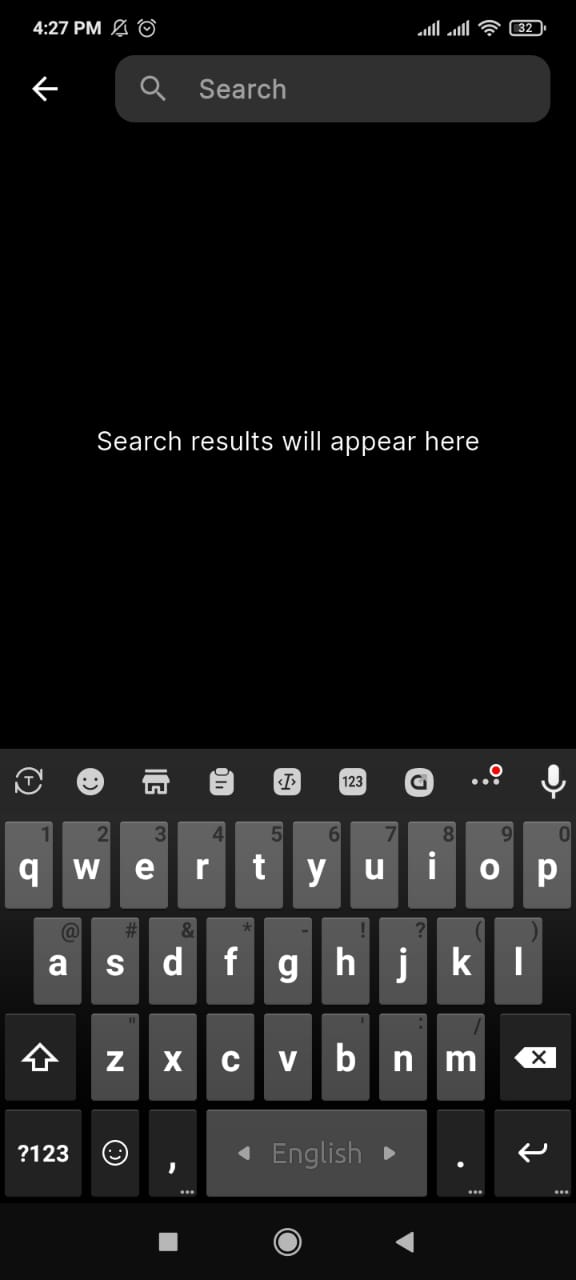 4:27 PM 32
Search
Search results will appear here
T T 123 G
1 2 3 4 5 6 7 8 9 0
q w e r t y u i o p
@ # & * - ! ? ( )
a s d f g h j k l
" ' : /
z x c v b n m
?123 , English .